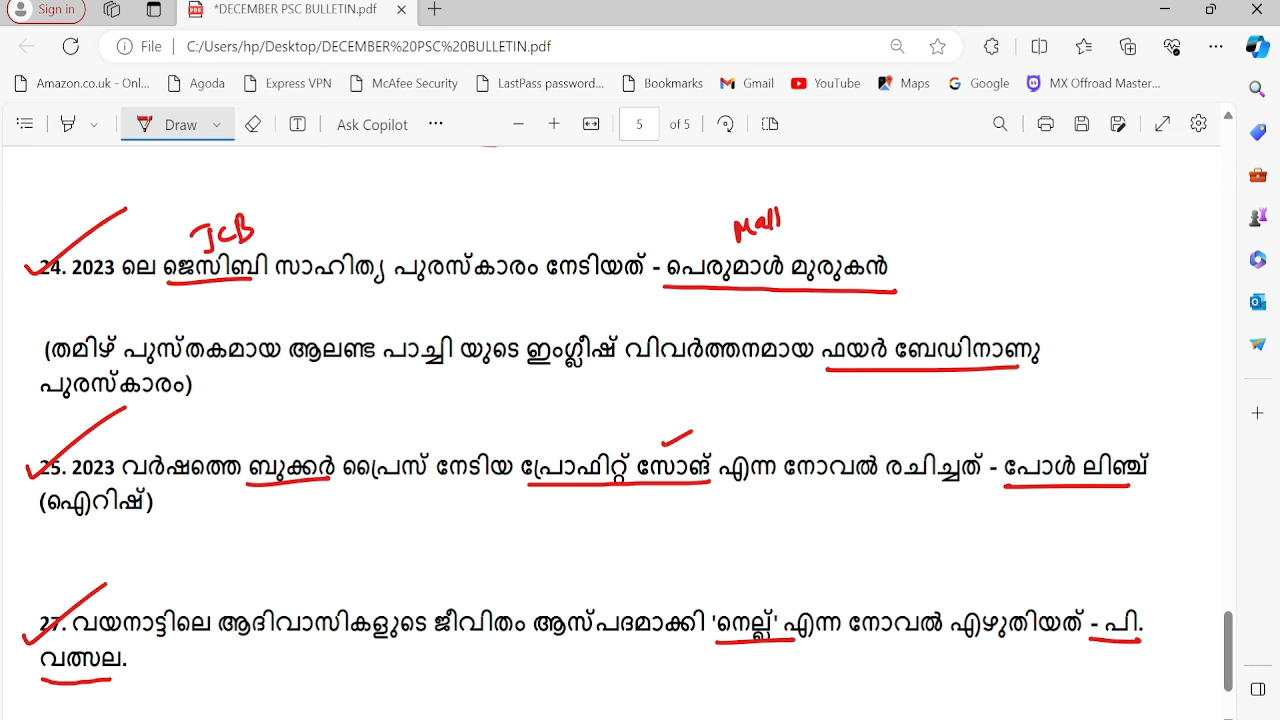 Sign in
*DECEMBER PSC BULLETIN.pdf
File | C:/Users/hp/Desktop/DECEMBER%20PSC%20BULLETIN.pdf
Amazon.co.uk - Onl... Agoda Express VPN McAfee Security LastPass password... Bookmarks Gmail YouTube Maps Google MX Offroad Master...
Draw Ask Copilot 5 of 5
JCB Mall
24. 2023 ലെ ജെസിബി സാഹിത്യ പുരസ്കാരം നേടിയത് - പെരുമാൾ മുരുകൻ
(തമിഴ് പുസ്തകമായ ആലണ്ട പാച്ചി യുടെ ഇംഗ്ലീഷ് വിവർത്തനമായ ഫയർ ബേഡിനാണു
പുരസ്കാരം)
25. 2023 വർഷത്തെ ബുക്കർ പ്രൈസ് നേടിയ പ്രോഫിറ്റ് സോങ് എന്ന നോവൽ രചിച്ചത് - പോൾ ലിഞ്ച്
(ഐറിഷ്)
27. വയനാട്ടിലെ ആദിവാസികളുടെ ജീവിതം ആസ്പദമാക്കി 'നെല്ല്' എന്ന നോവൽ എഴുതിയത് - പി.
വത്സല.